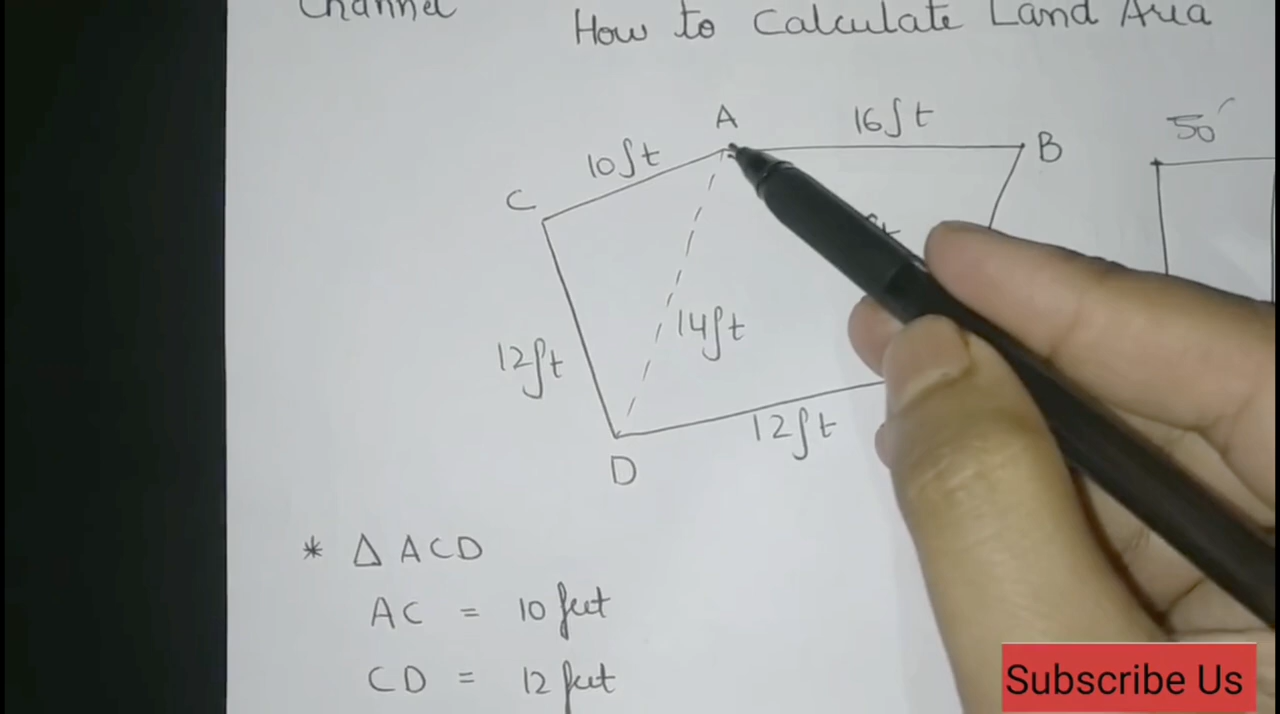 Channel
How to Calculate Land Area
A
16ft
B
50'
10ft
C
ft
14ft
12ft
12ft
D
* Δ ACD
AC = 10 feet
CD = 12 feet
Subscribe Us